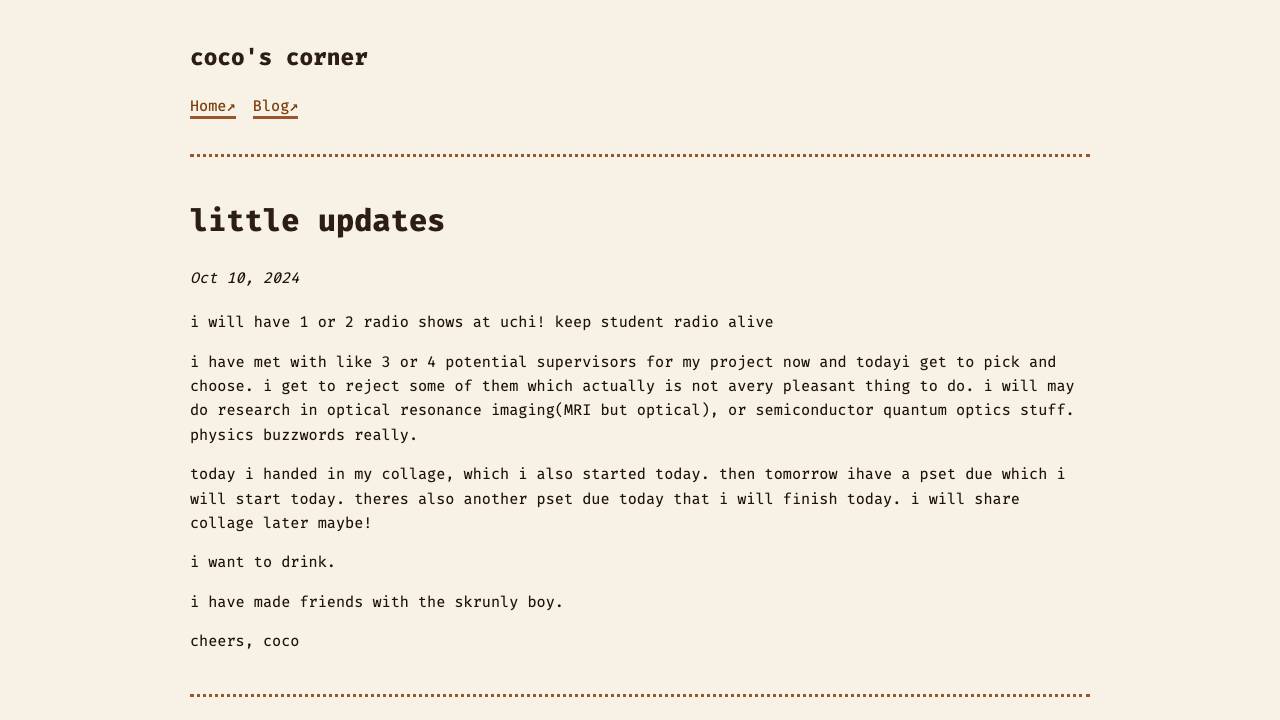 coco's corner
Home↗ Blog↗
little updates
Oct 10, 2024
i will have 1 or 2 radio shows at uchi! keep student radio alive
i have met with like 3 or 4 potential supervisors for my project now and todayi get to pick and
choose. i get to reject some of them which actually is not avery pleasant thing to do. i will may
do research in optical resonance imaging(MRI but optical), or semiconductor quantum optics stuff.
physics buzzwords really.
today i handed in my collage, which i also started today. then tomorrow ihave a pset due which i
will start today. theres also another pset due today that i will finish today. i will share
collage later maybe!
i want to drink.
i have made friends with the skrunly boy.
cheers, coco